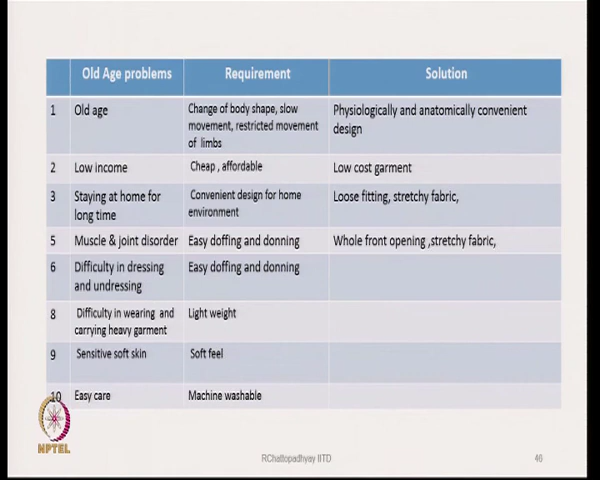 Old Age problems Requirement Solution
1 Old age Change of body shape, slow movement, restricted movement of limbs Physiologically and anatomically convenient design
2 Low income Cheap , affordable Low cost garment
3 Staying at home for long time Convenient design for home environment Loose fitting, stretchy fabric,
5 Muscle & joint disorder Easy doffing and donning Whole front opening ,stretchy fabric,
6 Difficulty in dressing and undressing Easy doffing and donning
8 Difficulty in wearing and carrying heavy garment Light weight
9 Sensitive soft skin Soft feel
10 Easy care Machine washable
NPTEL
RChattopadhyay IITD 46